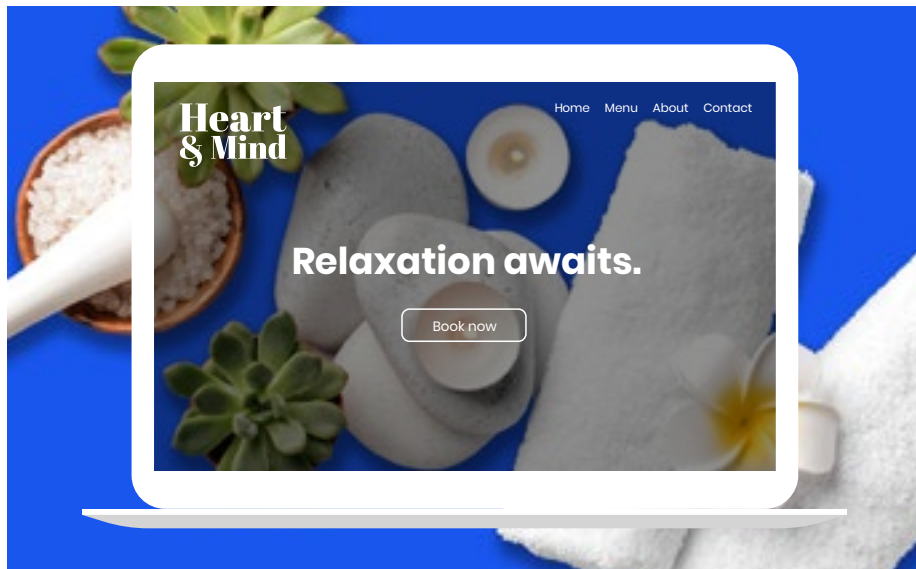 Heart
& Mind
Home Menu About Contact
Relaxation awaits.
Book now